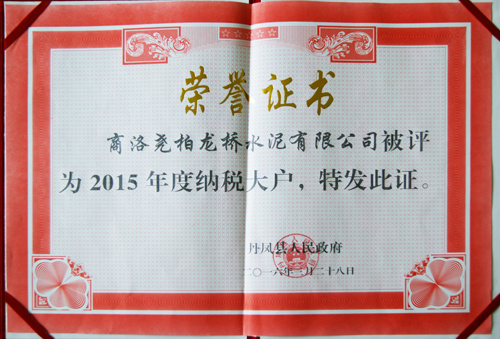 荣誉证书
商洛尧柏龙桥水泥有限公司被评
为2015年度纳税大户，特发此证。
丹凤县人民政府
二〇一六年二月二十八日